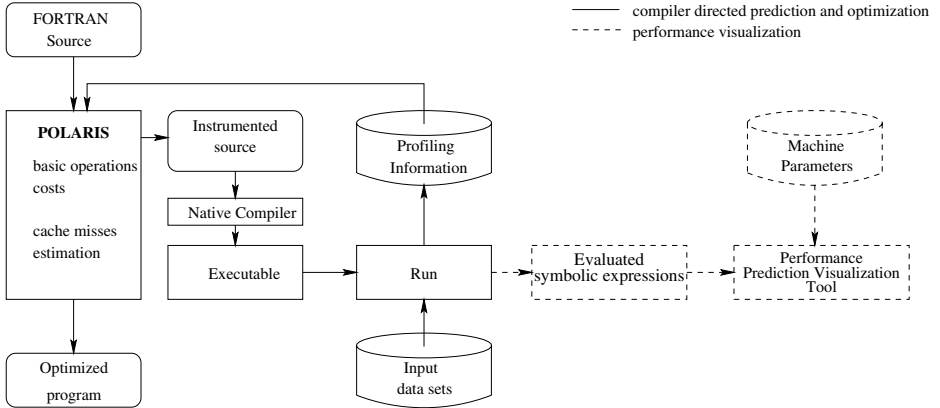 FORTRAN
Source
compiler directed prediction and optimization
performance visualization
POLARIS
basic operations
costs
cache misses
estimation
Instrumented
source
Native Compiler
Executable
Profiling
Information
Run
Input
data sets
Evaluated
symbolic expressions
Machine
Parameters
Performance
Prediction Visualization
Tool
Optimized
program